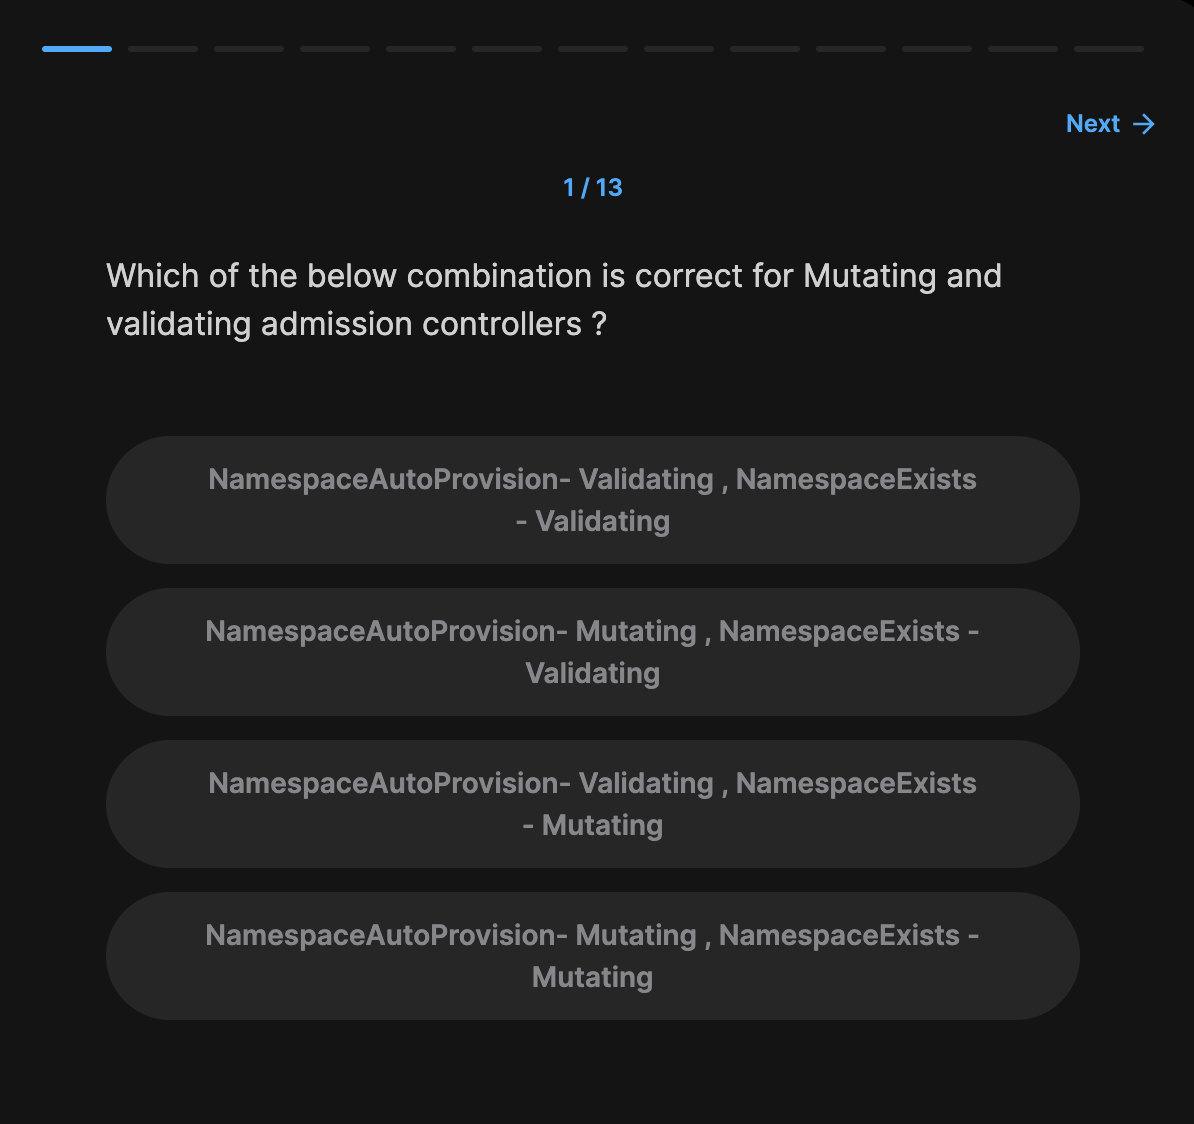 Next →
1 / 13
Which of the below combination is correct for Mutating and
validating admission controllers ?
NamespaceAutoProvision- Validating , NamespaceExists
- Validating
NamespaceAutoProvision- Mutating , NamespaceExists -
Validating
NamespaceAutoProvision- Validating , NamespaceExists
- Mutating
NamespaceAutoProvision- Mutating , NamespaceExists -
Mutating